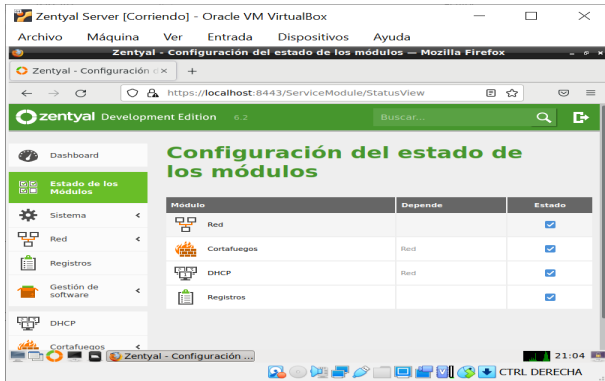 Zentyal Server [Corriendo] - Oracle VM VirtualBox
Archivo Máquina Ver Entrada Dispositivos Ayuda
Zentyal - Configuración del estado de los módulos — Mozilla Firefox
Zentyal - Configuración
https://localhost:8443/ServiceModule/StatusView
zentyal Development Edition 6.2
Buscar...
Dashboard
Estado de los
Módulos
Sistema
Red
Registros
Gestión de
software
DHCP
Cortafuegos
Configuración del estado de
los módulos
Módulo Depende Estado
Red
Cortafuegos Red
DHCP Red
Registros
Zentyal - Configuración ...
21:04
CTRL DERECHA